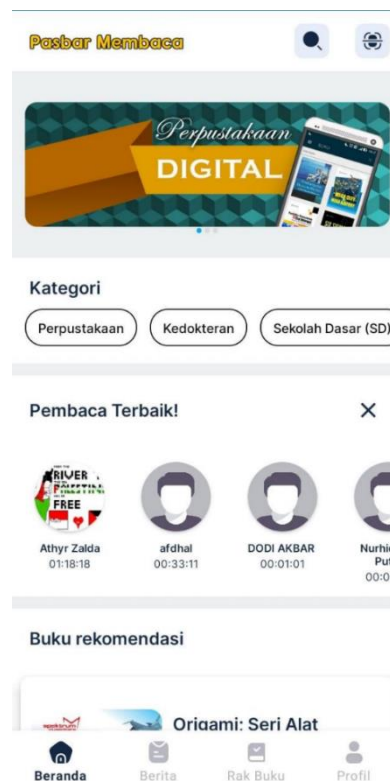 Pasbar Membaca
Perpustakaan
DIGITAL
Kategori
Perpustakaan
Kedokteran
Sekolah Dasar (SD)
Pembaca Terbaik!
RIVER
PALESTINE
FREE
Athyr Zalda
01:18:18
afdhal
00:33:11
DODI AKBAR
00:01:01
Buku rekomendasi
Origami: Seri Alat
Beranda
Berita
Rak Buku
Profil